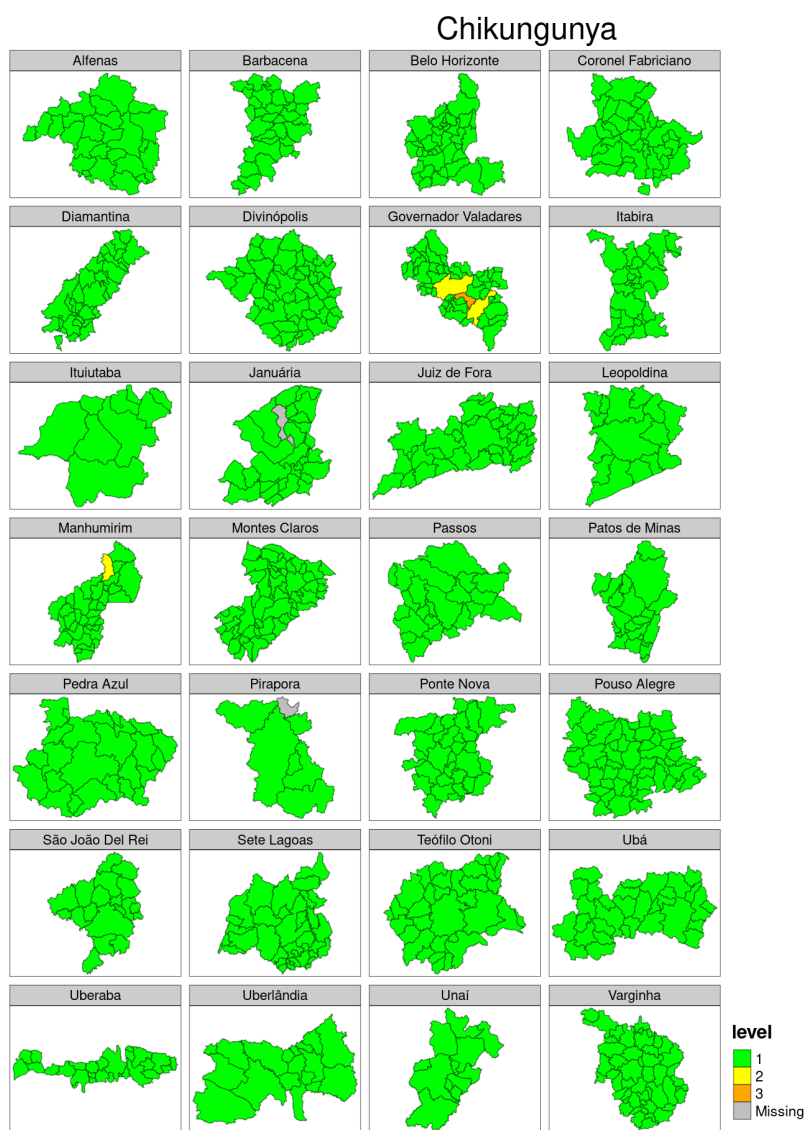 Chikungunya
Alfenas
Barbacena
Belo Horizonte
Coronel Fabriciano
Diamantina
Divinópolis
Governador Valadares
Itabira
Ituiutaba
Januária
Juiz de Fora
Leopoldina
Manhumirim
Montes Claros
Passos
Patos de Minas
Pedra Azul
Pirapora
Ponte Nova
Pouso Alegre
São João Del Rei
Sete Lagoas
Teófilo Otoni
Ubá
Uberaba
Uberlândia
Unaí
Varginha
level
1
2
3
Missing